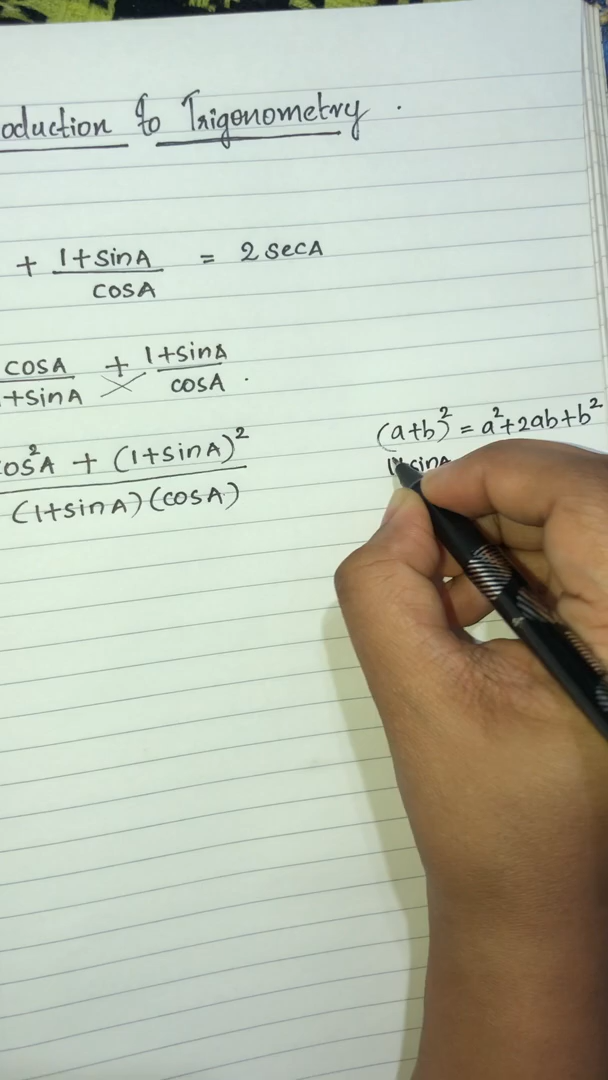 oduction to Trigonometry.
+ 1+sinA / cosA = 2 secA
cosA / +sinA + 1+sinA / cosA.
os²A + (1+sinA)² / (1+sinA)(cosA)
(a+b)² = a²+2ab+b²
sinA